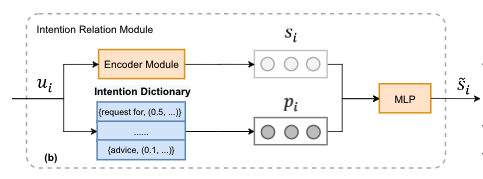 Intention Relation Module
s_i
Encoder Module
u_i
Intention Dictionary
s̃_i
p_i
MLP
{request for, (0.5, ...)}
......
{advice, (0.1, ...)}
(b)